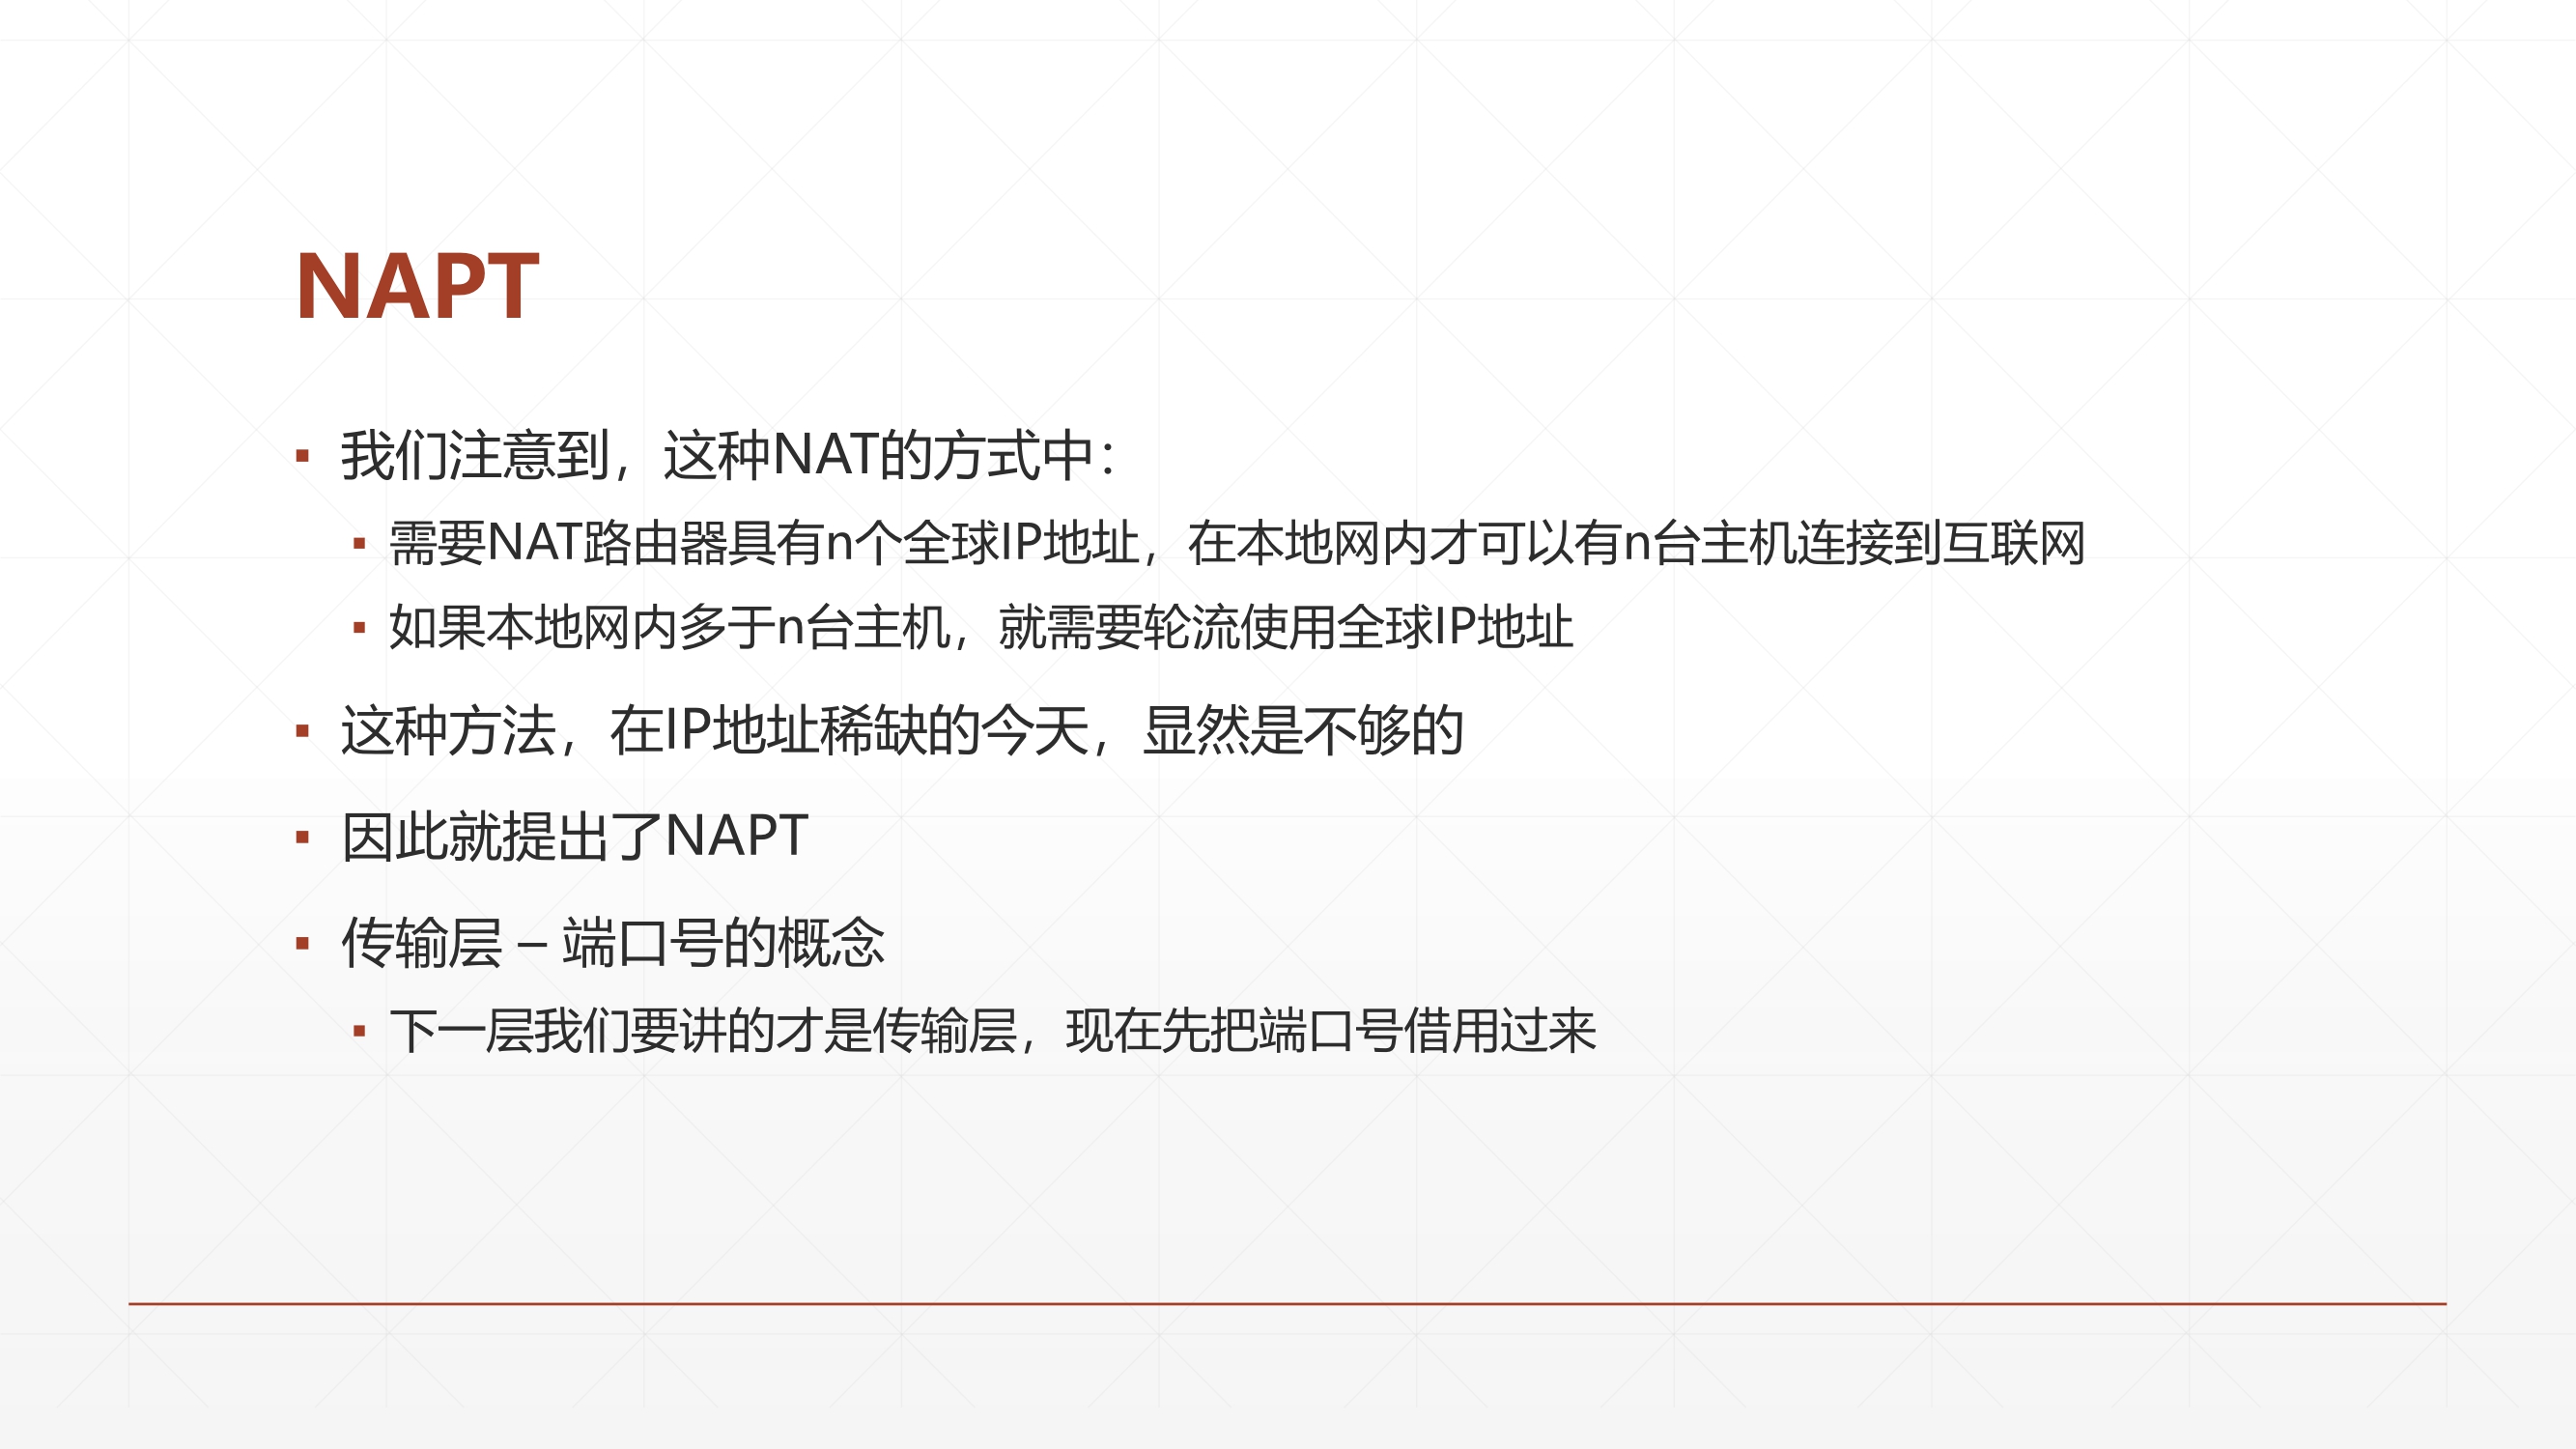 NAPT
我们注意到，这种NAT的方式中：
需要NAT路由器具有n个全球IP地址，在本地网内才可以有n台主机连接到互联网
如果本地网内多于n台主机，就需要轮流使用全球IP地址
这种方法，在IP地址稀缺的今天，显然是不够的
因此就提出了NAPT
传输层 – 端口号的概念
下一层我们要讲的才是传输层，现在先把端口号借用过来